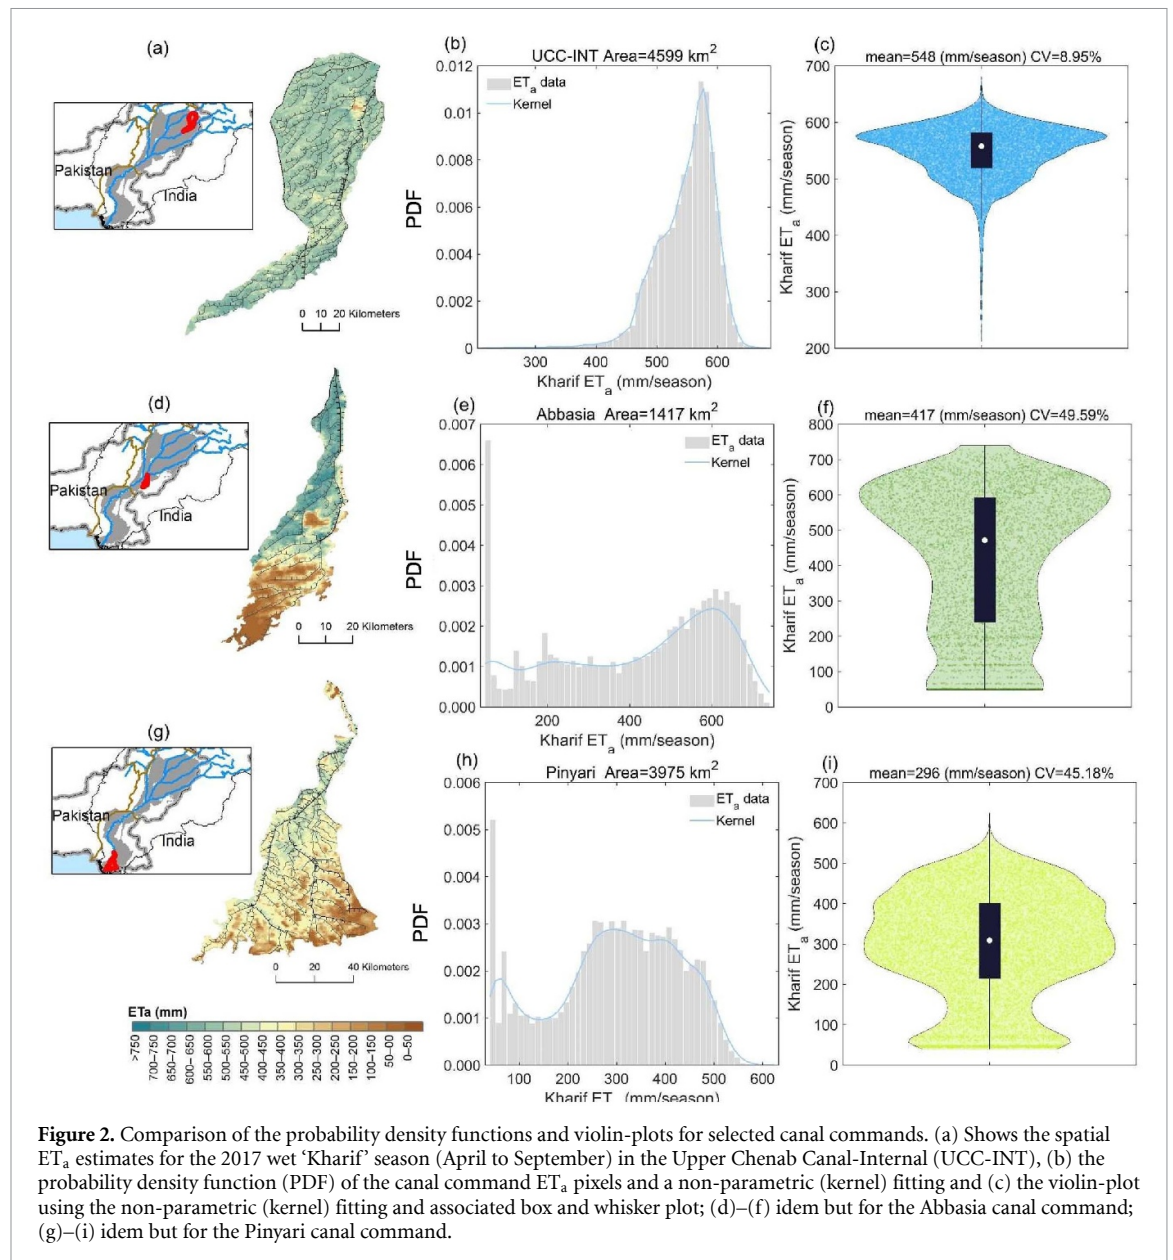 (a)
Pakistan
India
0 10 20 Kilometers
(b)
UCC-INT Area=4599 km²
0.012
0.01
0.008
0.006
0.004
0.002
0
PDF
ETa data
Kernel
300 400 500 600
Kharif ETa (mm/season)
(c)
mean=548 (mm/season) CV=8.95%
700
600
500
400
300
200
Kharif ETa (mm/season)
(d)
Pakistan
India
0 10 20 Kilometers
(e)
Abbasia Area=1417 km²
0.007
0.006
0.005
0.004
0.003
0.002
0.001
0.000
PDF
ETa data
Kernel
200 400 600
Kharif ETa (mm/season)
(f)
mean=417 (mm/season) CV=49.59%
800
700
600
500
400
300
200
100
0
Kharif ETa (mm/season)
(g)
Pakistan
India
0 20 40 Kilometers
ETa (mm)
>750
700–750
650–700
600–650
550–600
500–550
450–500
400–450
350–400
300–350
250–300
200–250
150–200
100–150
50–00
0–50
(h)
Pinyari Area=3975 km²
0.006
0.005
0.004
0.003
0.002
0.001
0.000
PDF
ETa data
Kernel
100 200 300 400 500 600
Kharif ET (mm/season)
(i)
mean=296 (mm/season) CV=45.18%
700
600
500
400
300
200
100
0
Kharif ETa (mm/season)
Figure 2. Comparison of the probability density functions and violin-plots for selected canal commands. (a) Shows the spatial
ETa estimates for the 2017 wet ‘Kharif’ season (April to September) in the Upper Chenab Canal-Internal (UCC-INT), (b) the
probability density function (PDF) of the canal command ETa pixels and a non-parametric (kernel) fitting and (c) the violin-plot
using the non-parametric (kernel) fitting and associated box and whisker plot; (d)–(f) idem but for the Abbasia canal command;
(g)–(i) idem but for the Pinyari canal command.